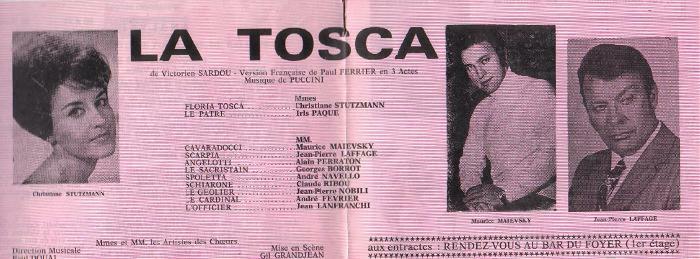 LA TOSCA
de Victorien SARDOU - Version Française de Paul FERRIER en 3 Actes
Musique de PUCCINI
Mmes
FLORIA TOSCA .......... Christiane STUTZMANN
LE PATRE .......... Iris PAQUE
MM.
CAVARADOCCI .......... Maurice MAIEVSKY
SCARPIA .......... Jean-Pierre LAFFAGE
ANGELOTTI .......... Alain PERRATON
LE SACRISTAIN .......... Georges BORROT
SPOLETTA .......... André NAVELLO
SCHIARONE .......... Claude RIBOU
LE GEOLIER .......... Jean-Pierre NOBILI
LE CARDINAL .......... André FEVRIER
L'OFFICIER .......... Jean LANFRANCHI
Christiane STUTZMANN
Maurice MAIEVSKY
Jean-Pierre LAFFAGE
Mmes et MM. les Artistes des Chœurs.
Direction Musicale
Paul DOUAI
Mise en Scène
Gil GRANDJEAN
aux entractes : RENDEZ-VOUS AU BAR DU FOYER (1er étage)